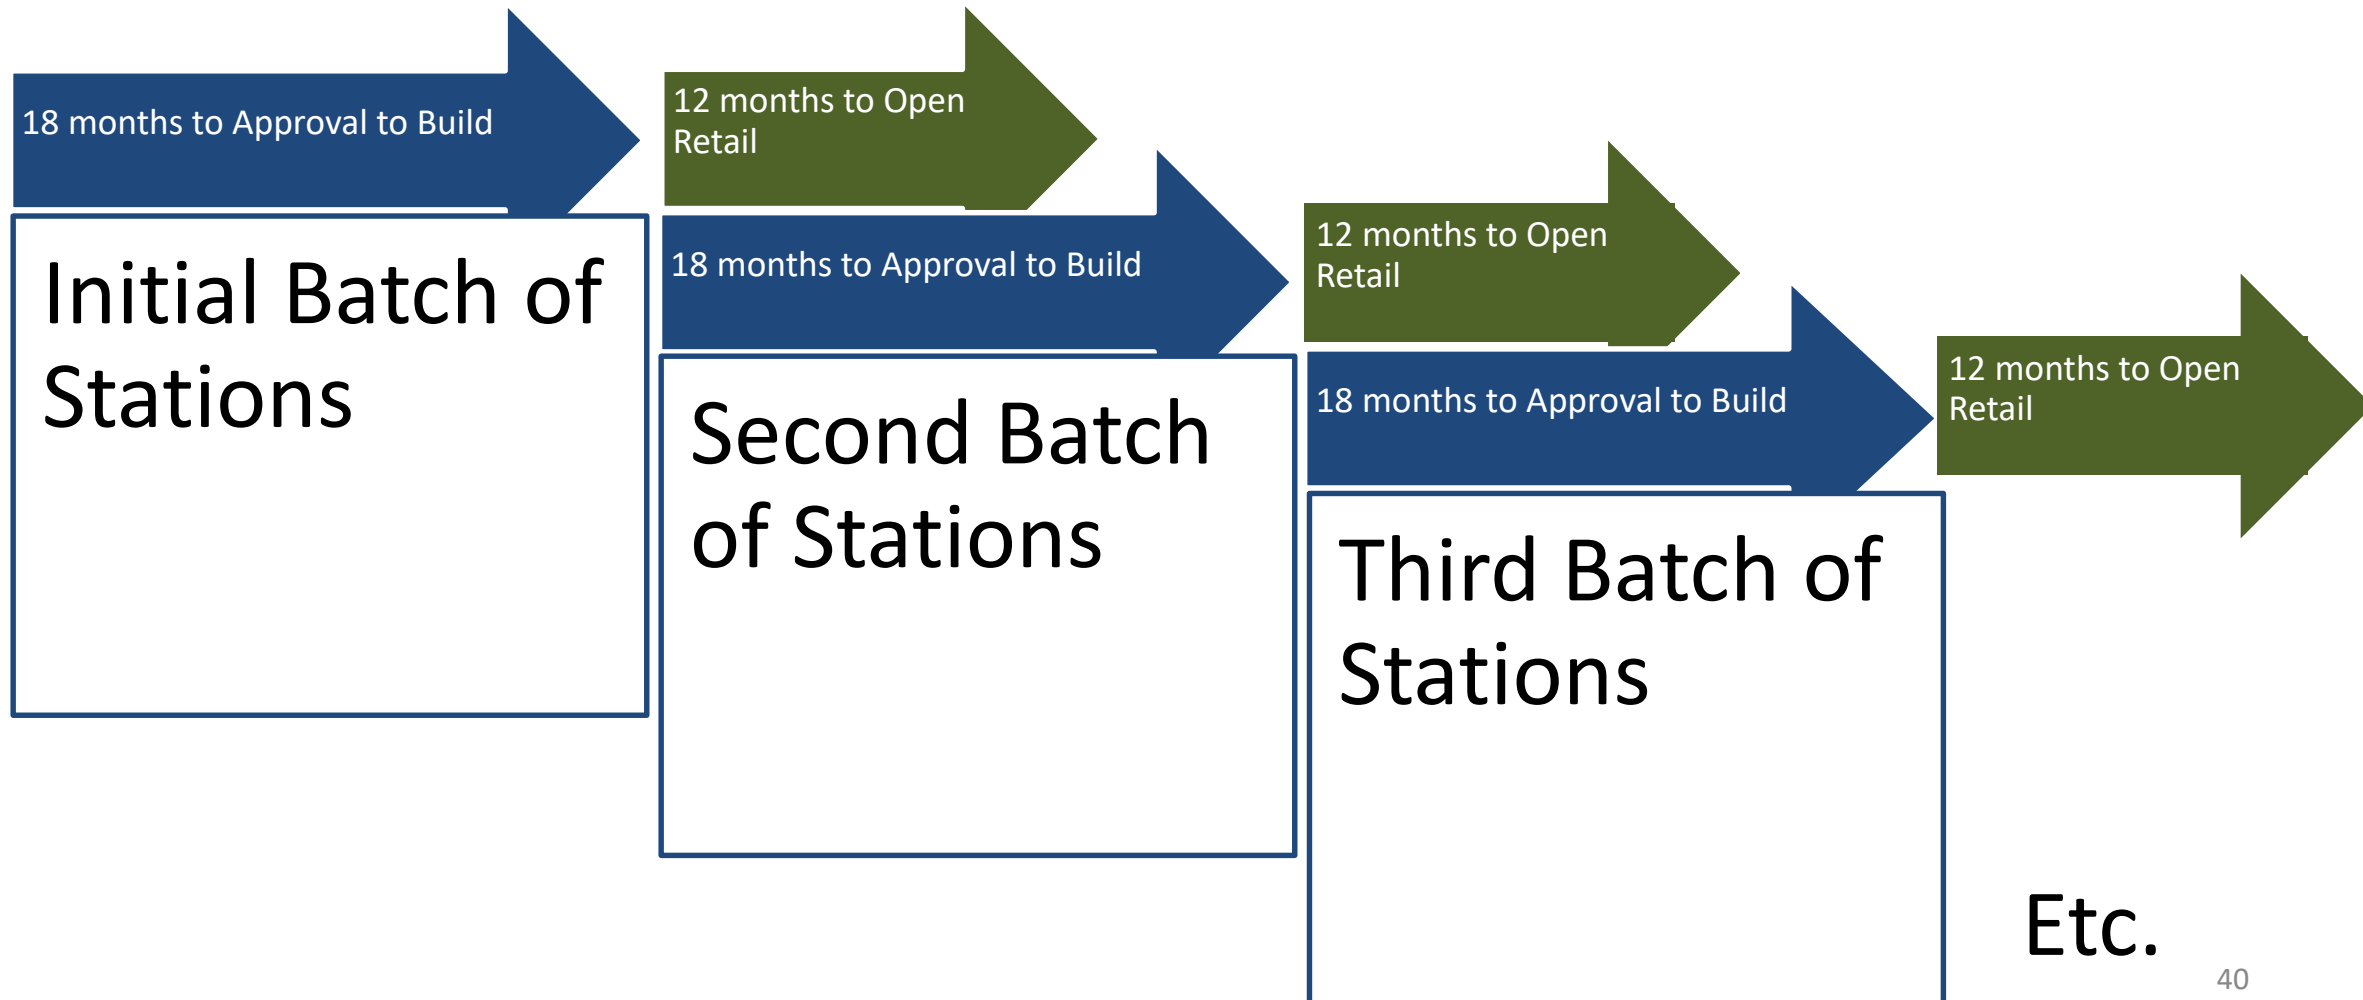 18 months to Approval to Build
12 months to Open
Retail
Initial Batch of
Stations
18 months to Approval to Build
12 months to Open
Retail
Second Batch
of Stations
18 months to Approval to Build
12 months to Open
Retail
Third Batch of
Stations
Etc.
40